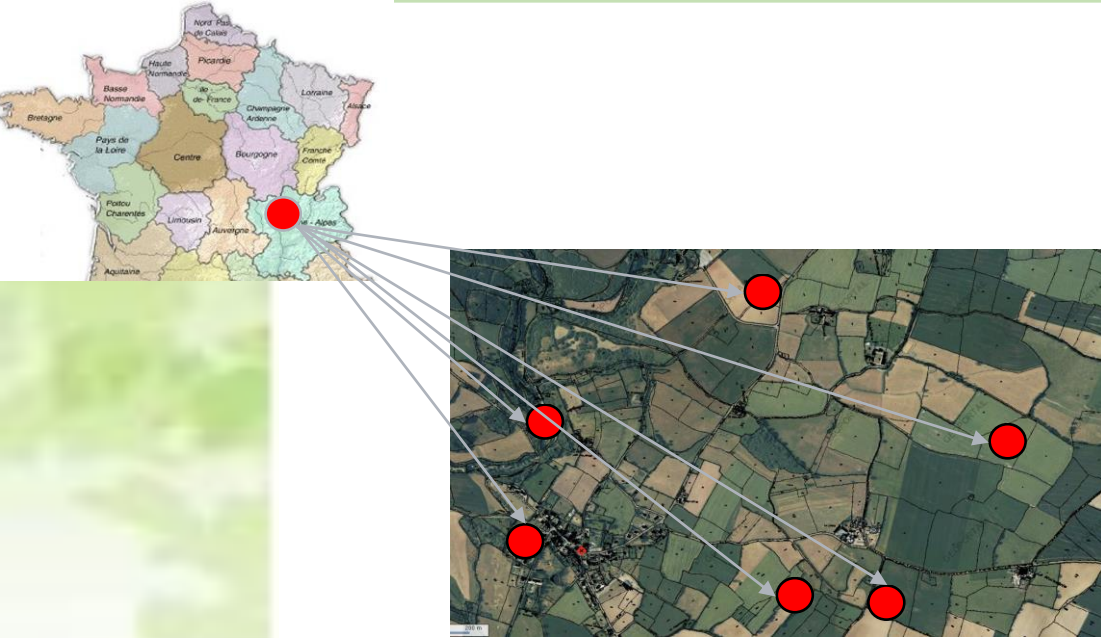 Nord Pas
de Calais
Picardie
Haute
Normandie
Basse
Normandie
Ile
de- France
Lorraine
Alsace
Champagne
Ardenne
Bretagne
Pays de
la Loire
Centre
Bourgogne
Franche
Comté
Poitou
Charentes
Limousin
Auvergne
- Alpes
Aquitaine
200 m